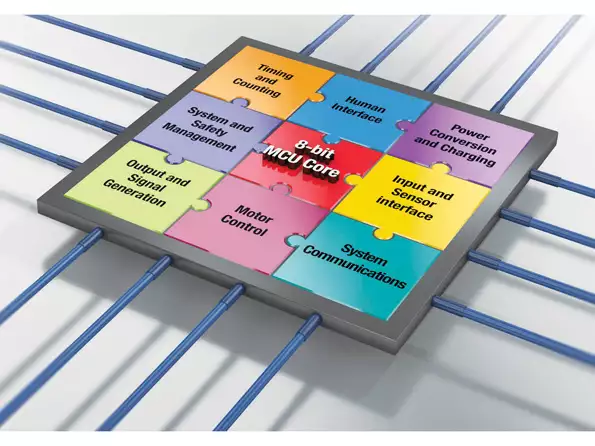 Timing
and
Counting
Human
Interface
Power
Conversion
and Charging
System and
Safety
Management
8-bit
MCU Core
Input and
Sensor
interface
Output and
Signal
Generation
Motor
Control
System
Communications